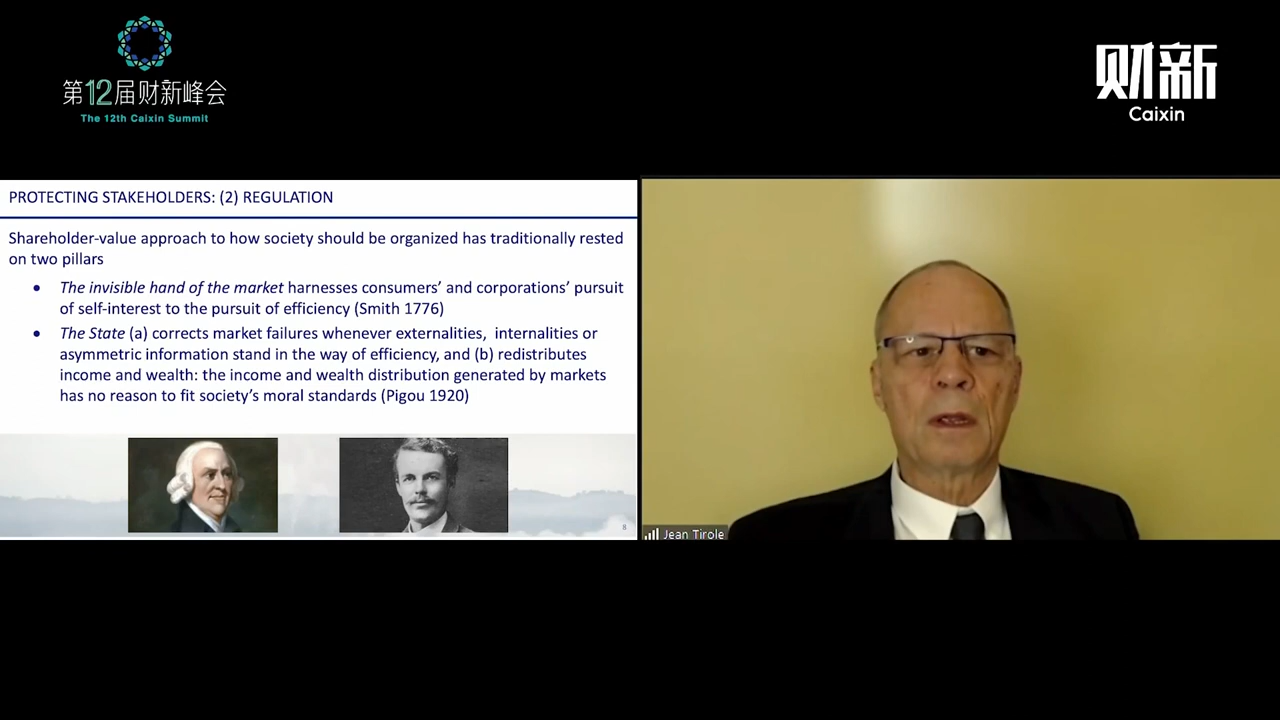 第12届财新峰会
The 12th Caixin Summit
财新
Caixin
PROTECTING STAKEHOLDERS: (2) REGULATION
Shareholder-value approach to how society should be organized has traditionally rested
on two pillars
• The invisible hand of the market harnesses consumers’ and corporations’ pursuit
of self-interest to the pursuit of efficiency (Smith 1776)
• The State (a) corrects market failures whenever externalities, internalities or
asymmetric information stand in the way of efficiency, and (b) redistributes
income and wealth: the income and wealth distribution generated by markets
has no reason to fit society’s moral standards (Pigou 1920)
8
Jean Tirole